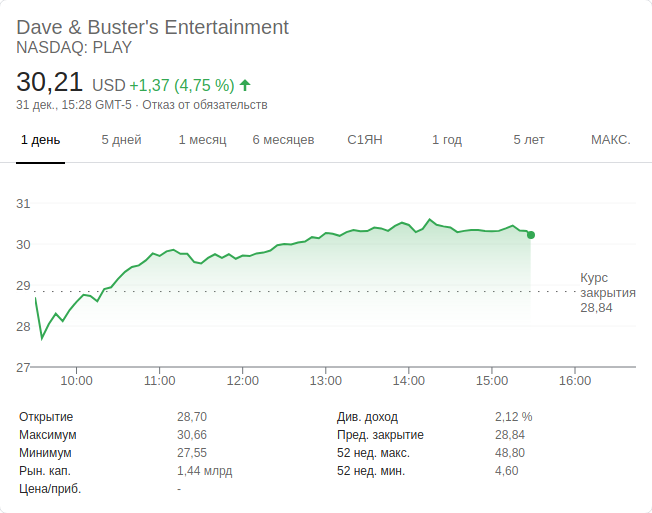 Dave & Buster's Entertainment
NASDAQ: PLAY
30,21 USD +1,37 (4,75 %)
31 дек., 15:28 GMT-5 · Отказ от обязательств
1 день 5 дней 1 месяц 6 месяцев С1ЯН 1 год 5 лет МАКС.
31
30
29
28
27
Курс
закрытия
28,84
10:00 11:00 12:00 13:00 14:00 15:00 16:00
Открытие 28,70 Див. доход 2,12 %
Максимум 30,66 Пред. закрытие 28,84
Минимум 27,55 52 нед. макс. 48,80
Рын. кап. 1,44 млрд 52 нед. мин. 4,60
Цена/приб. -